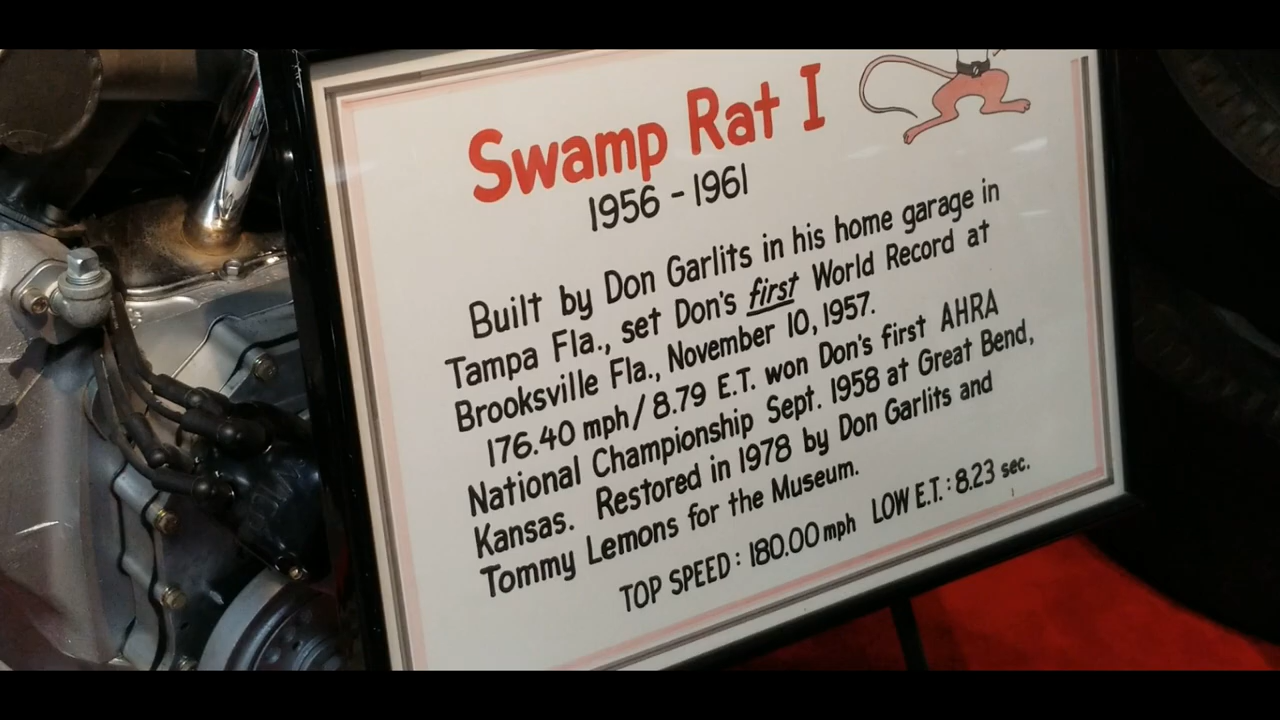 Swamp Rat I
1956 - 1961
Built by Don Garlits in his home garage in
Tampa Fla., set Don's first World Record at
Brooksville Fla., November 10, 1957.
176.40 mph/ 8.79 E.T. won Don's first AHRA
National Championship Sept. 1958 at Great Bend,
Kansas. Restored in 1978 by Don Garlits and
Tommy Lemons for the Museum.
TOP SPEED: 180.00 mph LOW E.T.: 8.23 sec.